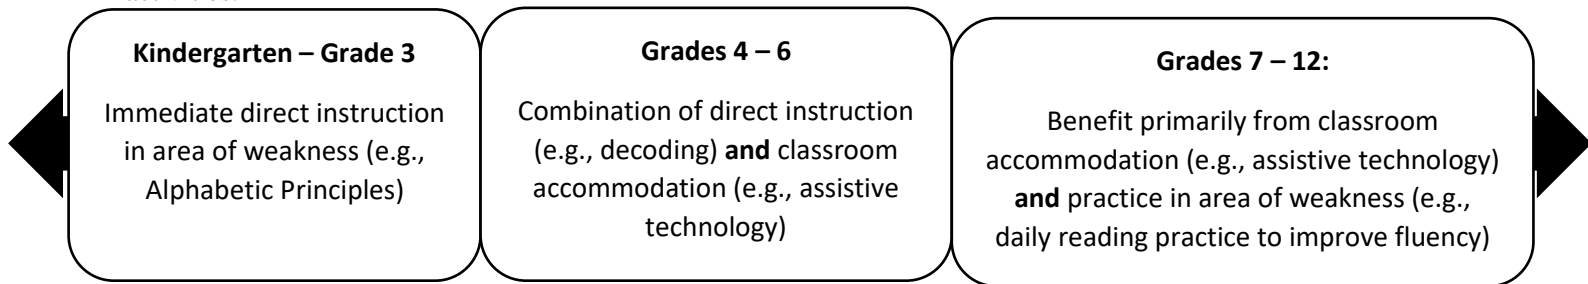 Kindergarten – Grade 3
Immediate direct instruction
in area of weakness (e.g.,
Alphabetic Principles)
Grades 4 – 6
Combination of direct instruction
(e.g., decoding) and classroom
accommodation (e.g., assistive
technology)
Grades 7 – 12:
Benefit primarily from classroom
accommodation (e.g., assistive technology)
and practice in area of weakness (e.g.,
daily reading practice to improve fluency)